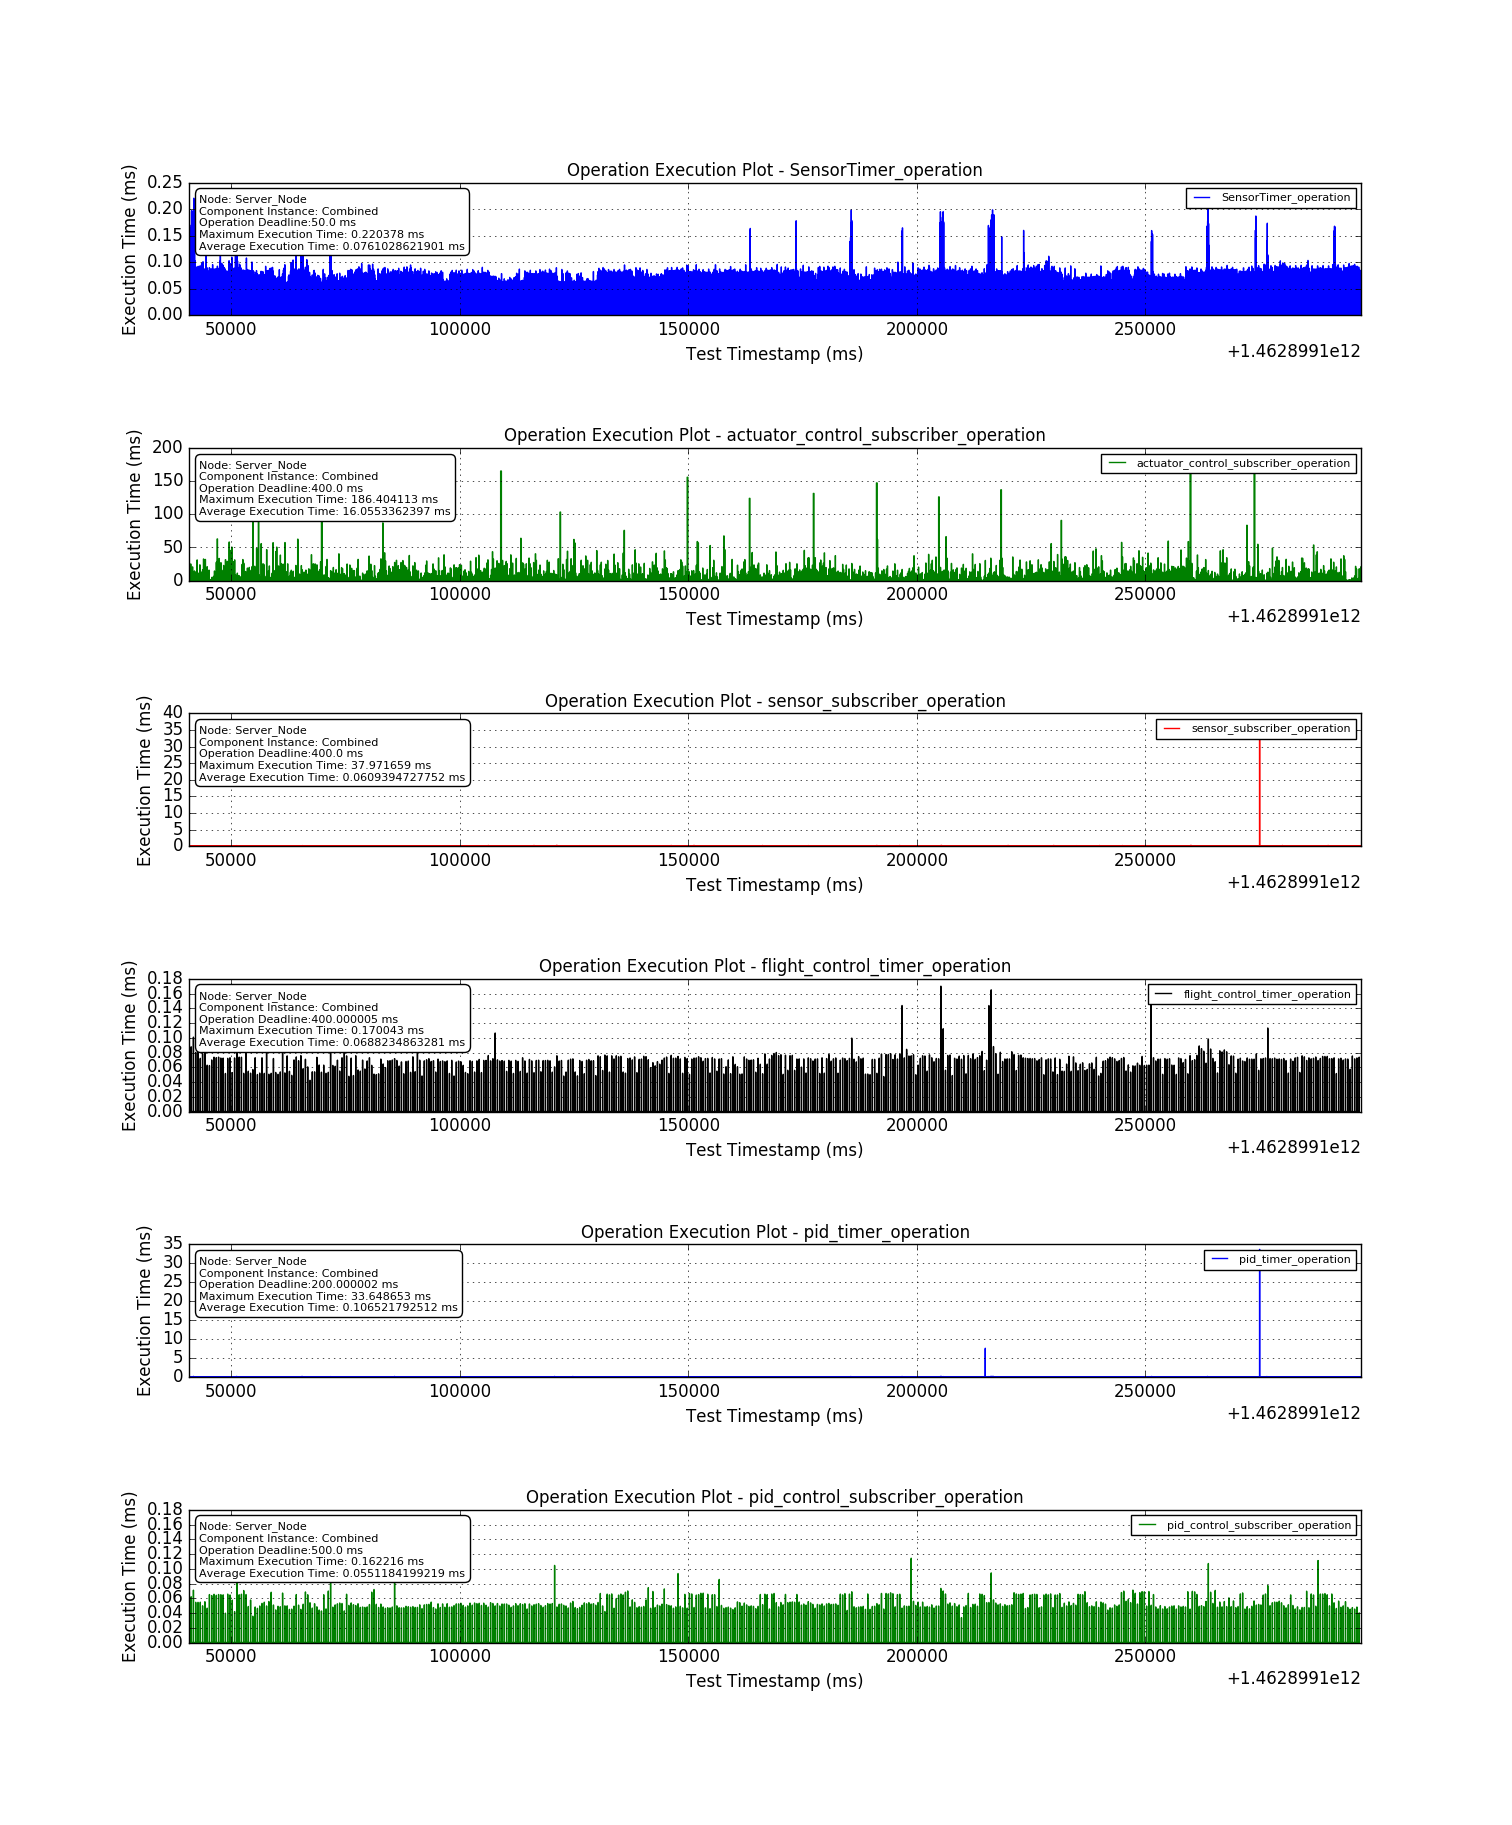 Operation Execution Plot - SensorTimer_operation
Execution Time (ms)
0.25
0.20
0.15
0.10
0.05
0.00
Node: Server_Node
Component Instance: Combined
Operation Deadline:50.0 ms
Maximum Execution Time: 0.220378 ms
Average Execution Time: 0.0761028621901 ms
SensorTimer_operation
50000 100000 150000 200000 250000
Test Timestamp (ms)
+1.4628991e12
Operation Execution Plot - actuator_control_subscriber_operation
Execution Time (ms)
200
150
100
50
0
Node: Server_Node
Component Instance: Combined
Operation Deadline:400.0 ms
Maximum Execution Time: 186.404113 ms
Average Execution Time: 16.0553362397 ms
actuator_control_subscriber_operation
50000 100000 150000 200000 250000
Test Timestamp (ms)
+1.4628991e12
Operation Execution Plot - sensor_subscriber_operation
Execution Time (ms)
40
35
30
25
20
15
10
5
0
Node: Server_Node
Component Instance: Combined
Operation Deadline:400.0 ms
Maximum Execution Time: 37.971659 ms
Average Execution Time: 0.0609394727752 ms
sensor_subscriber_operation
50000 100000 150000 200000 250000
Test Timestamp (ms)
+1.4628991e12
Operation Execution Plot - flight_control_timer_operation
Execution Time (ms)
0.18
0.16
0.14
0.12
0.10
0.08
0.06
0.04
0.02
0.00
Node: Server_Node
Component Instance: Combined
Operation Deadline:400.000005 ms
Maximum Execution Time: 0.170043 ms
Average Execution Time: 0.0688234863281 ms
flight_control_timer_operation
50000 100000 150000 200000 250000
Test Timestamp (ms)
+1.4628991e12
Operation Execution Plot - pid_timer_operation
Execution Time (ms)
35
30
25
20
15
10
5
0
Node: Server_Node
Component Instance: Combined
Operation Deadline:200.000002 ms
Maximum Execution Time: 33.648653 ms
Average Execution Time: 0.106521792512 ms
pid_timer_operation
50000 100000 150000 200000 250000
Test Timestamp (ms)
+1.4628991e12
Operation Execution Plot - pid_control_subscriber_operation
Execution Time (ms)
0.18
0.16
0.14
0.12
0.10
0.08
0.06
0.04
0.02
0.00
Node: Server_Node
Component Instance: Combined
Operation Deadline:500.0 ms
Maximum Execution Time: 0.162216 ms
Average Execution Time: 0.0551184199219 ms
pid_control_subscriber_operation
50000 100000 150000 200000 250000
Test Timestamp (ms)
+1.4628991e12